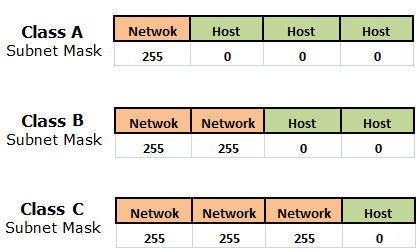 Class A
Subnet Mask
Netwok Host Host Host
255 0 0 0
Class B
Subnet Mask
Netwok Network Host Host
255 255 0 0
Class C
Subnet Mask
Netwok Network Network Host
255 255 255 0